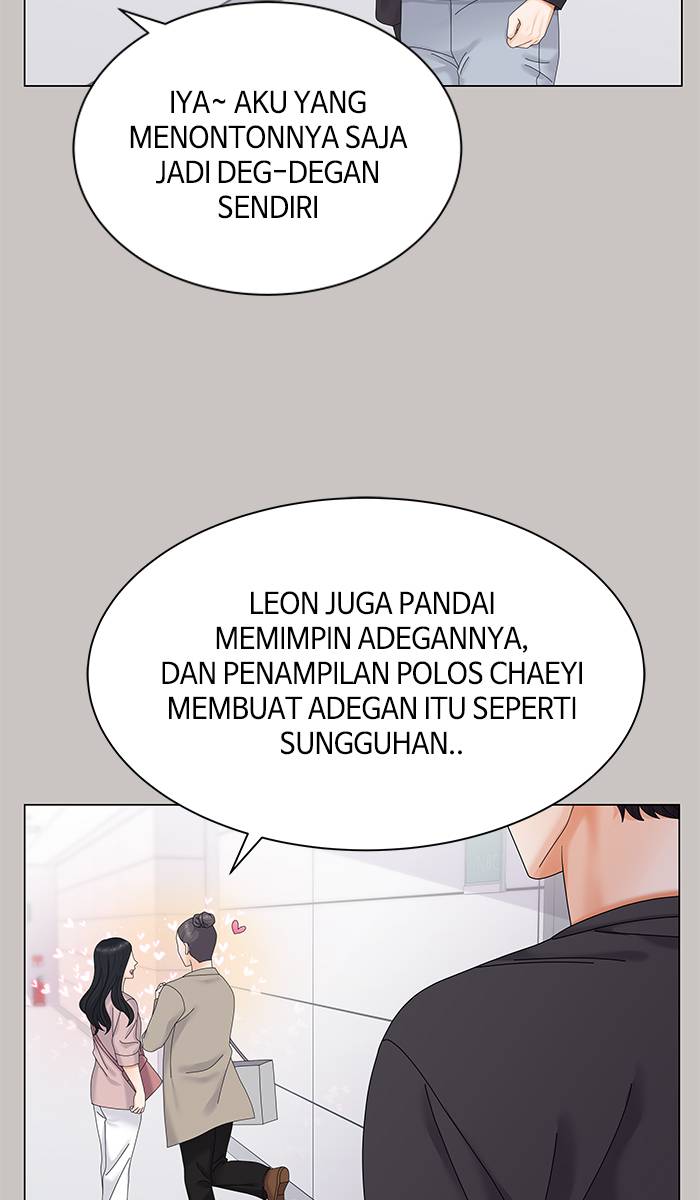 IYA~ AKU YANG
MENONTONNYA SAJA
JADI DEG-DEGAN
SENDIRI
LEON JUGA PANDAI
MEMIMPIN ADEGANNYA,
DAN PENAMPILAN POLOS CHAEYI
MEMBUAT ADEGAN ITU SEPERTI
SUNGGUHAN..